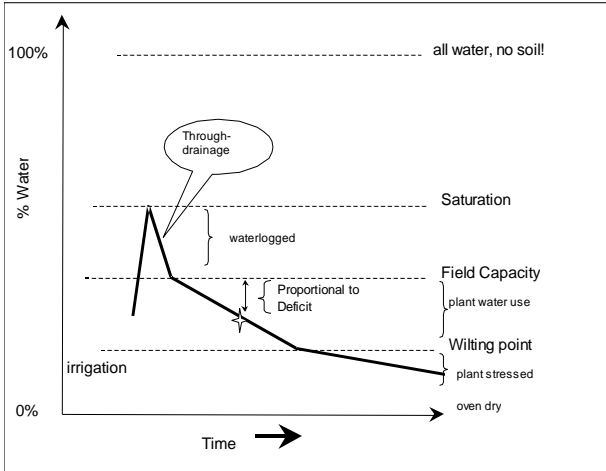 100%
all water, no soil!
Through-
drainage
% Water
Saturation
waterlogged
Field Capacity
Proportional to
Deficit
plant water use
Wilting point
irrigation
plant stressed
0%
oven dry
Time